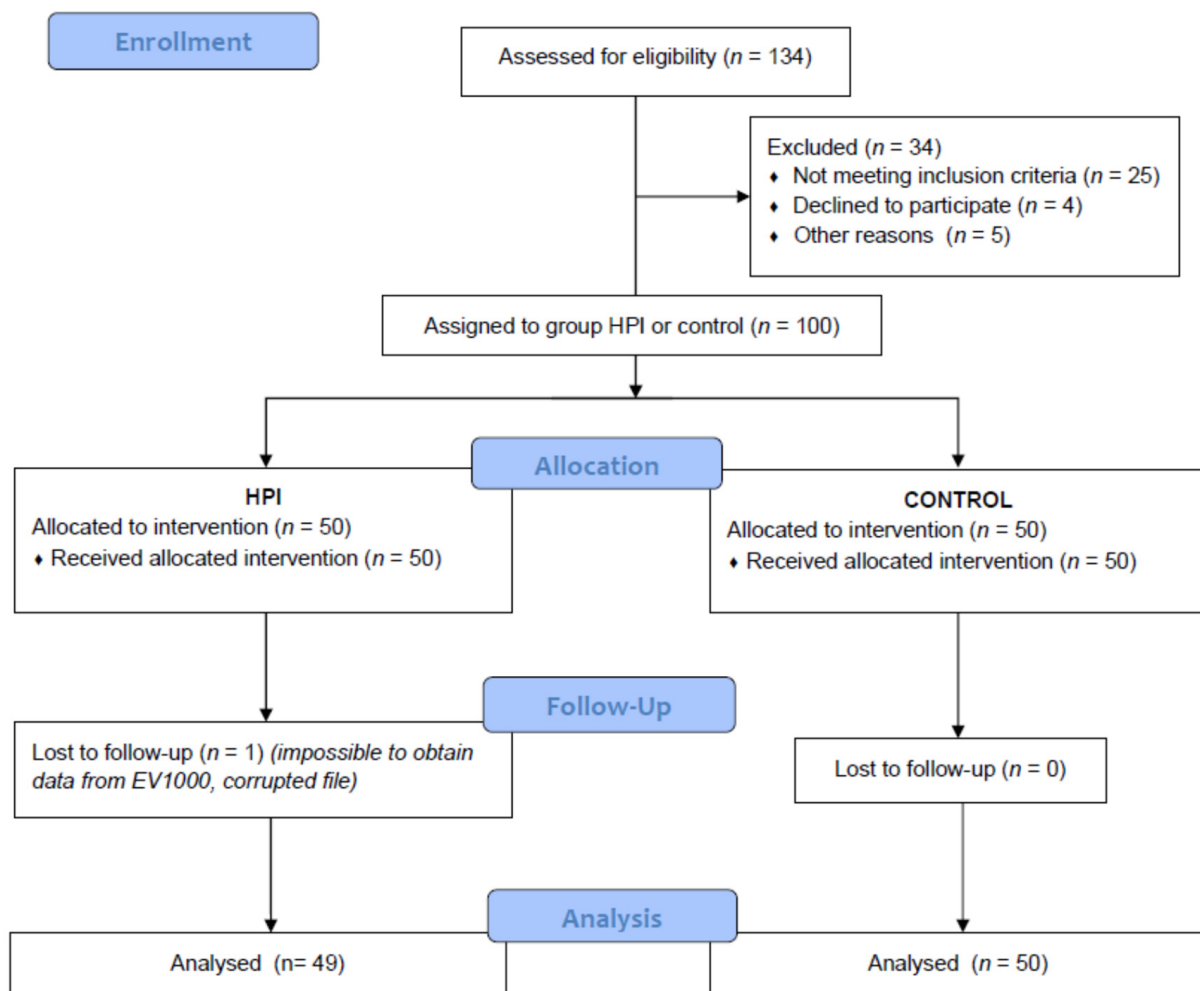 Enrollment
Assessed for eligibility (n = 134)
Excluded (n = 34)
♦ Not meeting inclusion criteria (n = 25)
♦ Declined to participate (n = 4)
♦ Other reasons (n = 5)
Assigned to group HPI or control (n = 100)
Allocation
HPI
Allocated to intervention (n = 50)
♦ Received allocated intervention (n = 50)
CONTROL
Allocated to intervention (n = 50)
♦ Received allocated intervention (n = 50)
Follow-Up
Lost to follow-up (n = 1) (impossible to obtain
data from EV1000, corrupted file)
Lost to follow-up (n = 0)
Analysis
Analysed (n= 49)
Analysed (n = 50)